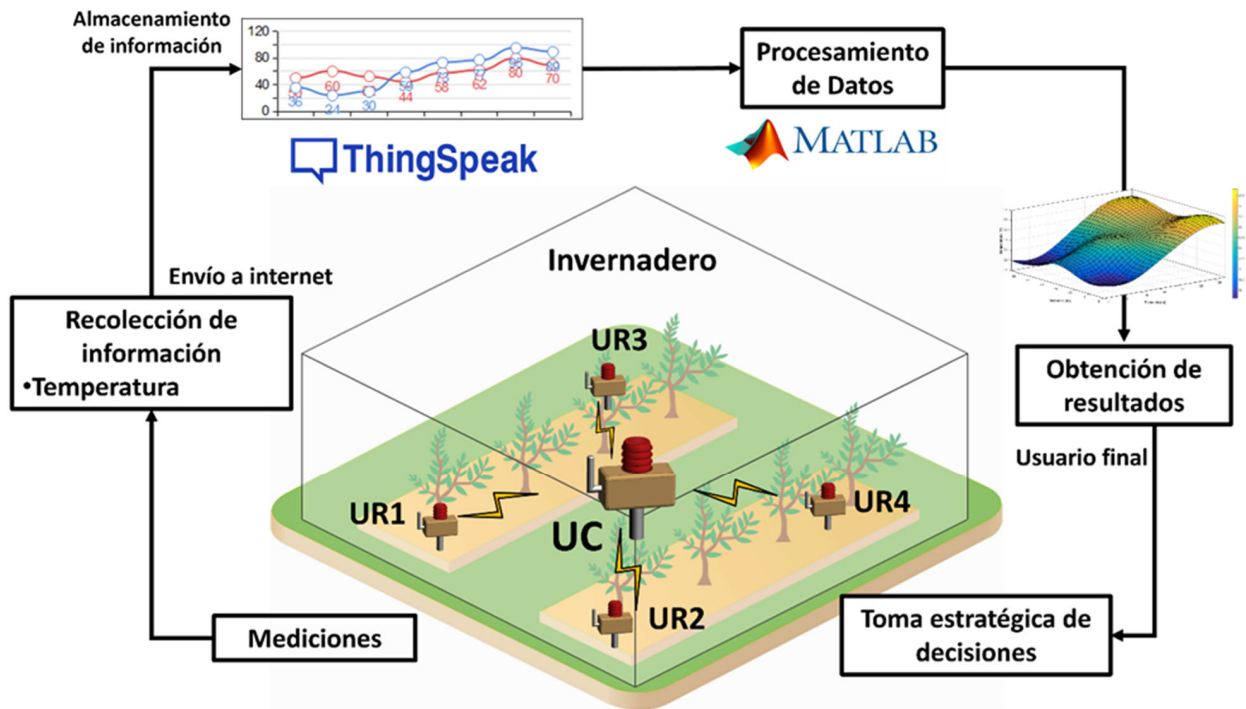 Almacenamiento
de información
120
80
40
0
60
36
24
30
44
58
62
80
70
ThingSpeak
Procesamiento
de Datos
MATLAB
Envío a internet
Recolección de
información
•Temperatura
Invernadero
UR3
UR1
UC
UR4
UR2
Obtención de
resultados
Usuario final
Mediciones
Toma estratégica de
decisiones